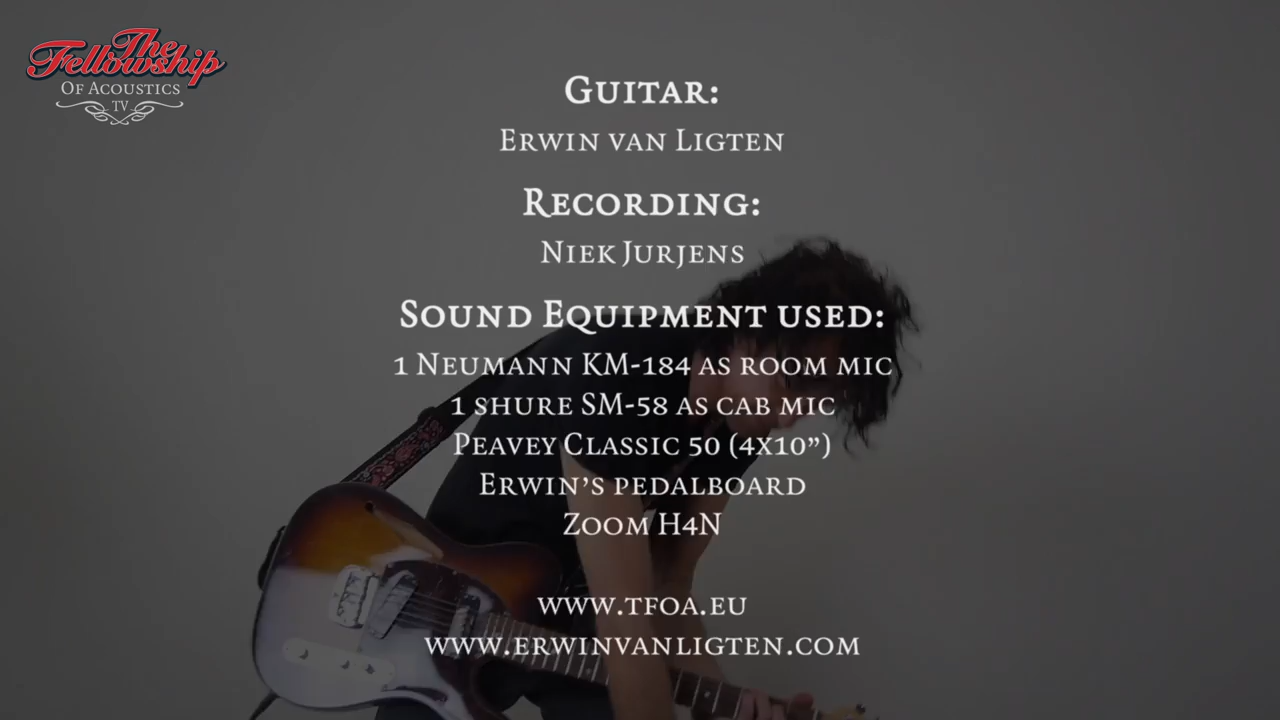 The
Fellowship
Of Acoustics
TV
Guitar:
Erwin van Ligten
Recording:
Niek Jurjens
Sound Equipment used:
1 Neumann KM-184 as room mic
1 shure SM-58 as cab mic
Peavey Classic 50 (4x10”)
Erwin’s pedalboard
Zoom H4N
www.tfoa.eu
www.erwinvanligten.com